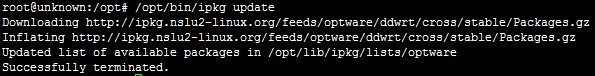 root@unknown:/opt# /opt/bin/ipkg update
Downloading http://ipkg.nslu2-linux.org/feeds/optware/ddwrt/cross/stable/Packages.gz
Inflating http://ipkg.nslu2-linux.org/feeds/optware/ddwrt/cross/stable/Packages.gz
Updated list of available packages in /opt/lib/ipkg/lists/optware
Successfully terminated.